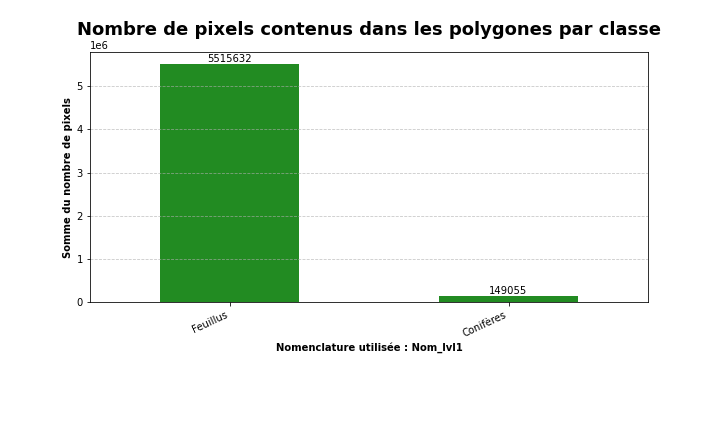 Nombre de pixels contenus dans les polygones par classe
1e6
5515632
149055
5
4
3
2
1
0
Somme du nombre de pixels
Feuillus
Conifères
Nomenclature utilisée : Nom_lvl1